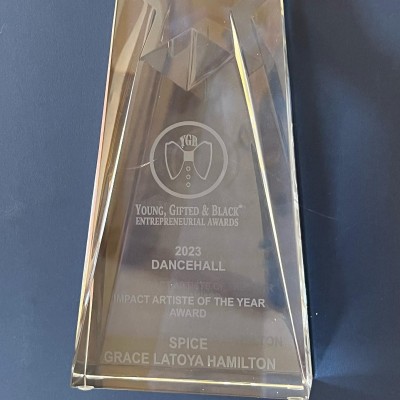 YGB
YOUNG, GIFTED & BLACK®
ENTREPRENEURIAL AWARDS
2023
DANCEHALL
IMPACT ARTISTE OF THE YEAR
AWARD
SPICE
GRACE LATOYA HAMILTON